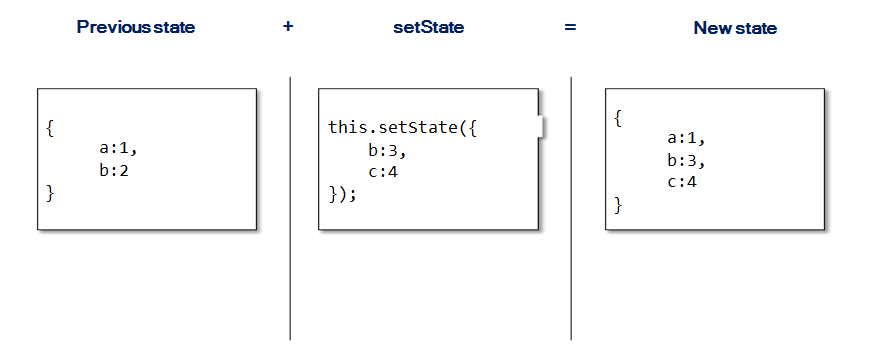 Previous state + setState = New state
{
a:1,
b:2
}
this.setState({
b:3,
c:4
});
{
a:1,
b:3,
c:4
}